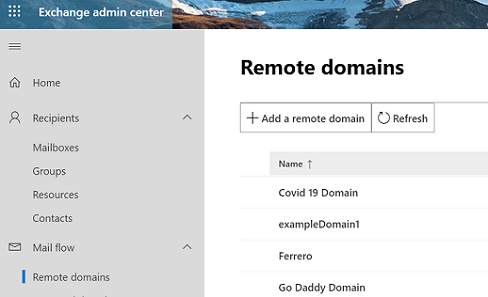 Exchange admin center
Remote domains
Home
Add a remote domain
Refresh
Recipients
Mailboxes
Groups
Resources
Contacts
Mail flow
Remote domains
Name ↑
Covid 19 Domain
exampleDomain1
Ferrero
Go Daddy Domain